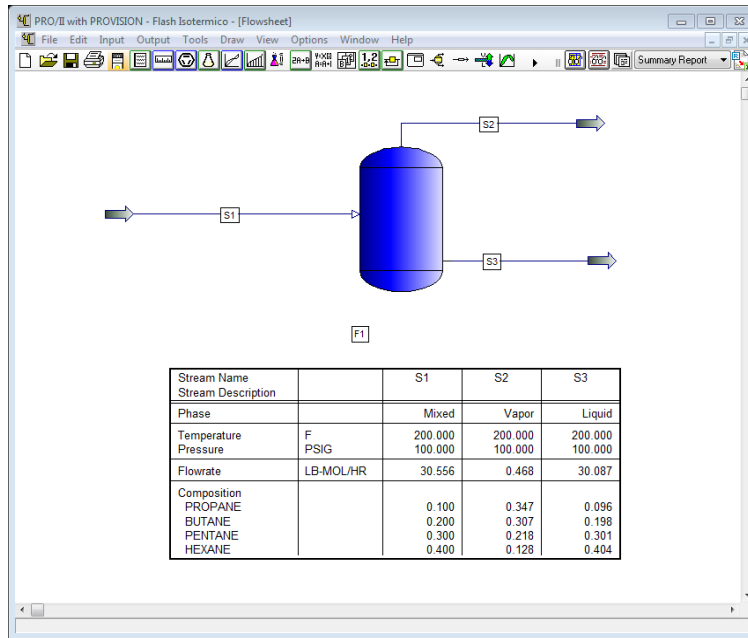 PRO/II with PROVISION - Flash Isotermico - [Flowsheet]
File Edit Input Output Tools Draw View Options Window Help
Summary Report
S2
S1
S3
F1
Stream Name S1 S2 S3
Stream Description
Phase Mixed Vapor Liquid
Temperature F 200.000 200.000 200.000
Pressure PSIG 100.000 100.000 100.000
Flowrate LB-MOL/HR 30.556 0.468 30.087
Composition
PROPANE 0.100 0.347 0.096
BUTANE 0.200 0.307 0.198
PENTANE 0.300 0.218 0.301
HEXANE 0.400 0.128 0.404